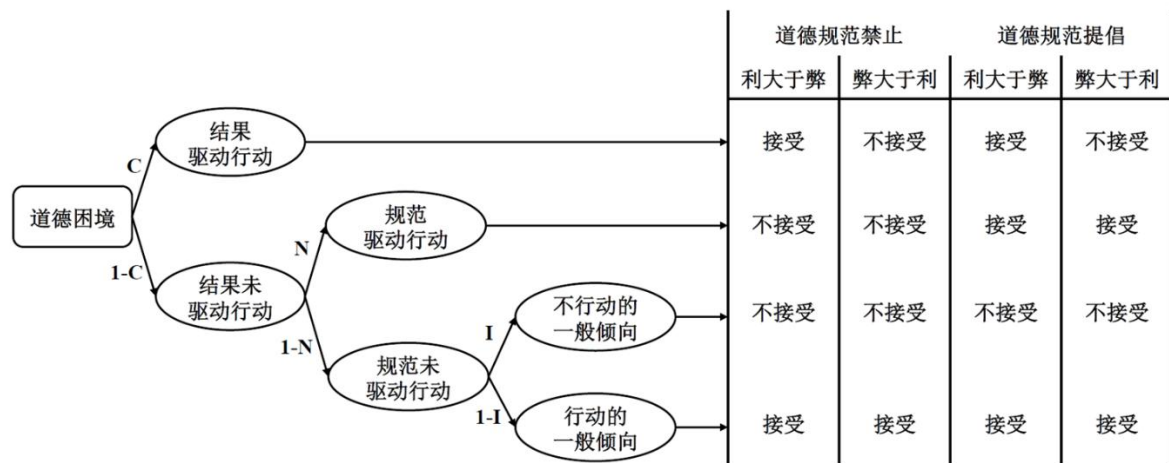 道德规范禁止 道德规范提倡
利大于弊 弊大于利 利大于弊 弊大于利
结果
驱动行动
接受 不接受 接受 不接受
C
道德困境
规范
驱动行动
不接受 不接受 接受 接受
N
1-C
结果未
驱动行动
不行动的
一般倾向
不接受 不接受 不接受 不接受
I
1-N
规范未
驱动行动
1-I
行动的
一般倾向
接受 接受 接受 接受